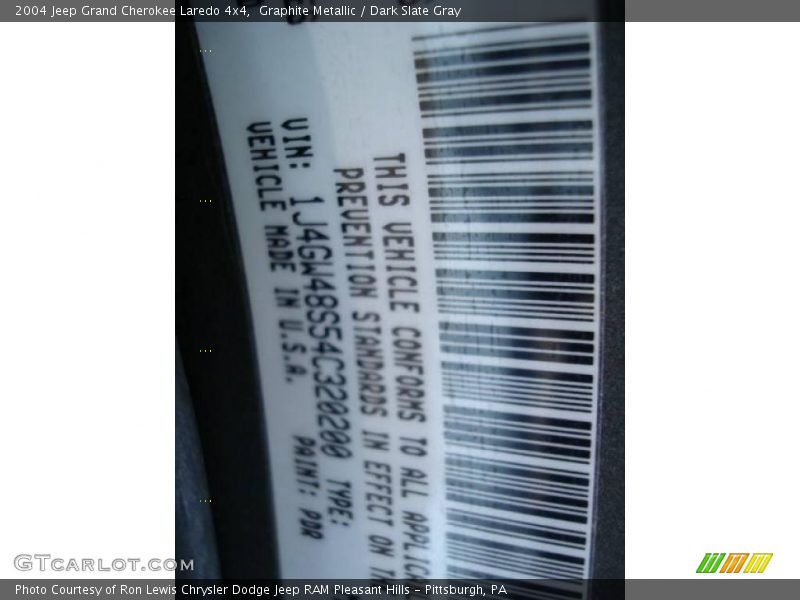 2004 Jeep Grand Cherokee Laredo 4x4,  Graphite Metallic / Dark Slate Gray
THIS VEHICLE CONFORMS TO ALL
PREVENTION STANDARDS IN EFFECT ON
VIN: 1J4GW48S54C320200 TYPE:
VEHICLE MADE IN U.S.A. PAINT: PDR
GTCARLOT.COM
Photo Courtesy of Ron Lewis Chrysler Dodge Jeep RAM Pleasant Hills - Pittsburgh, PA